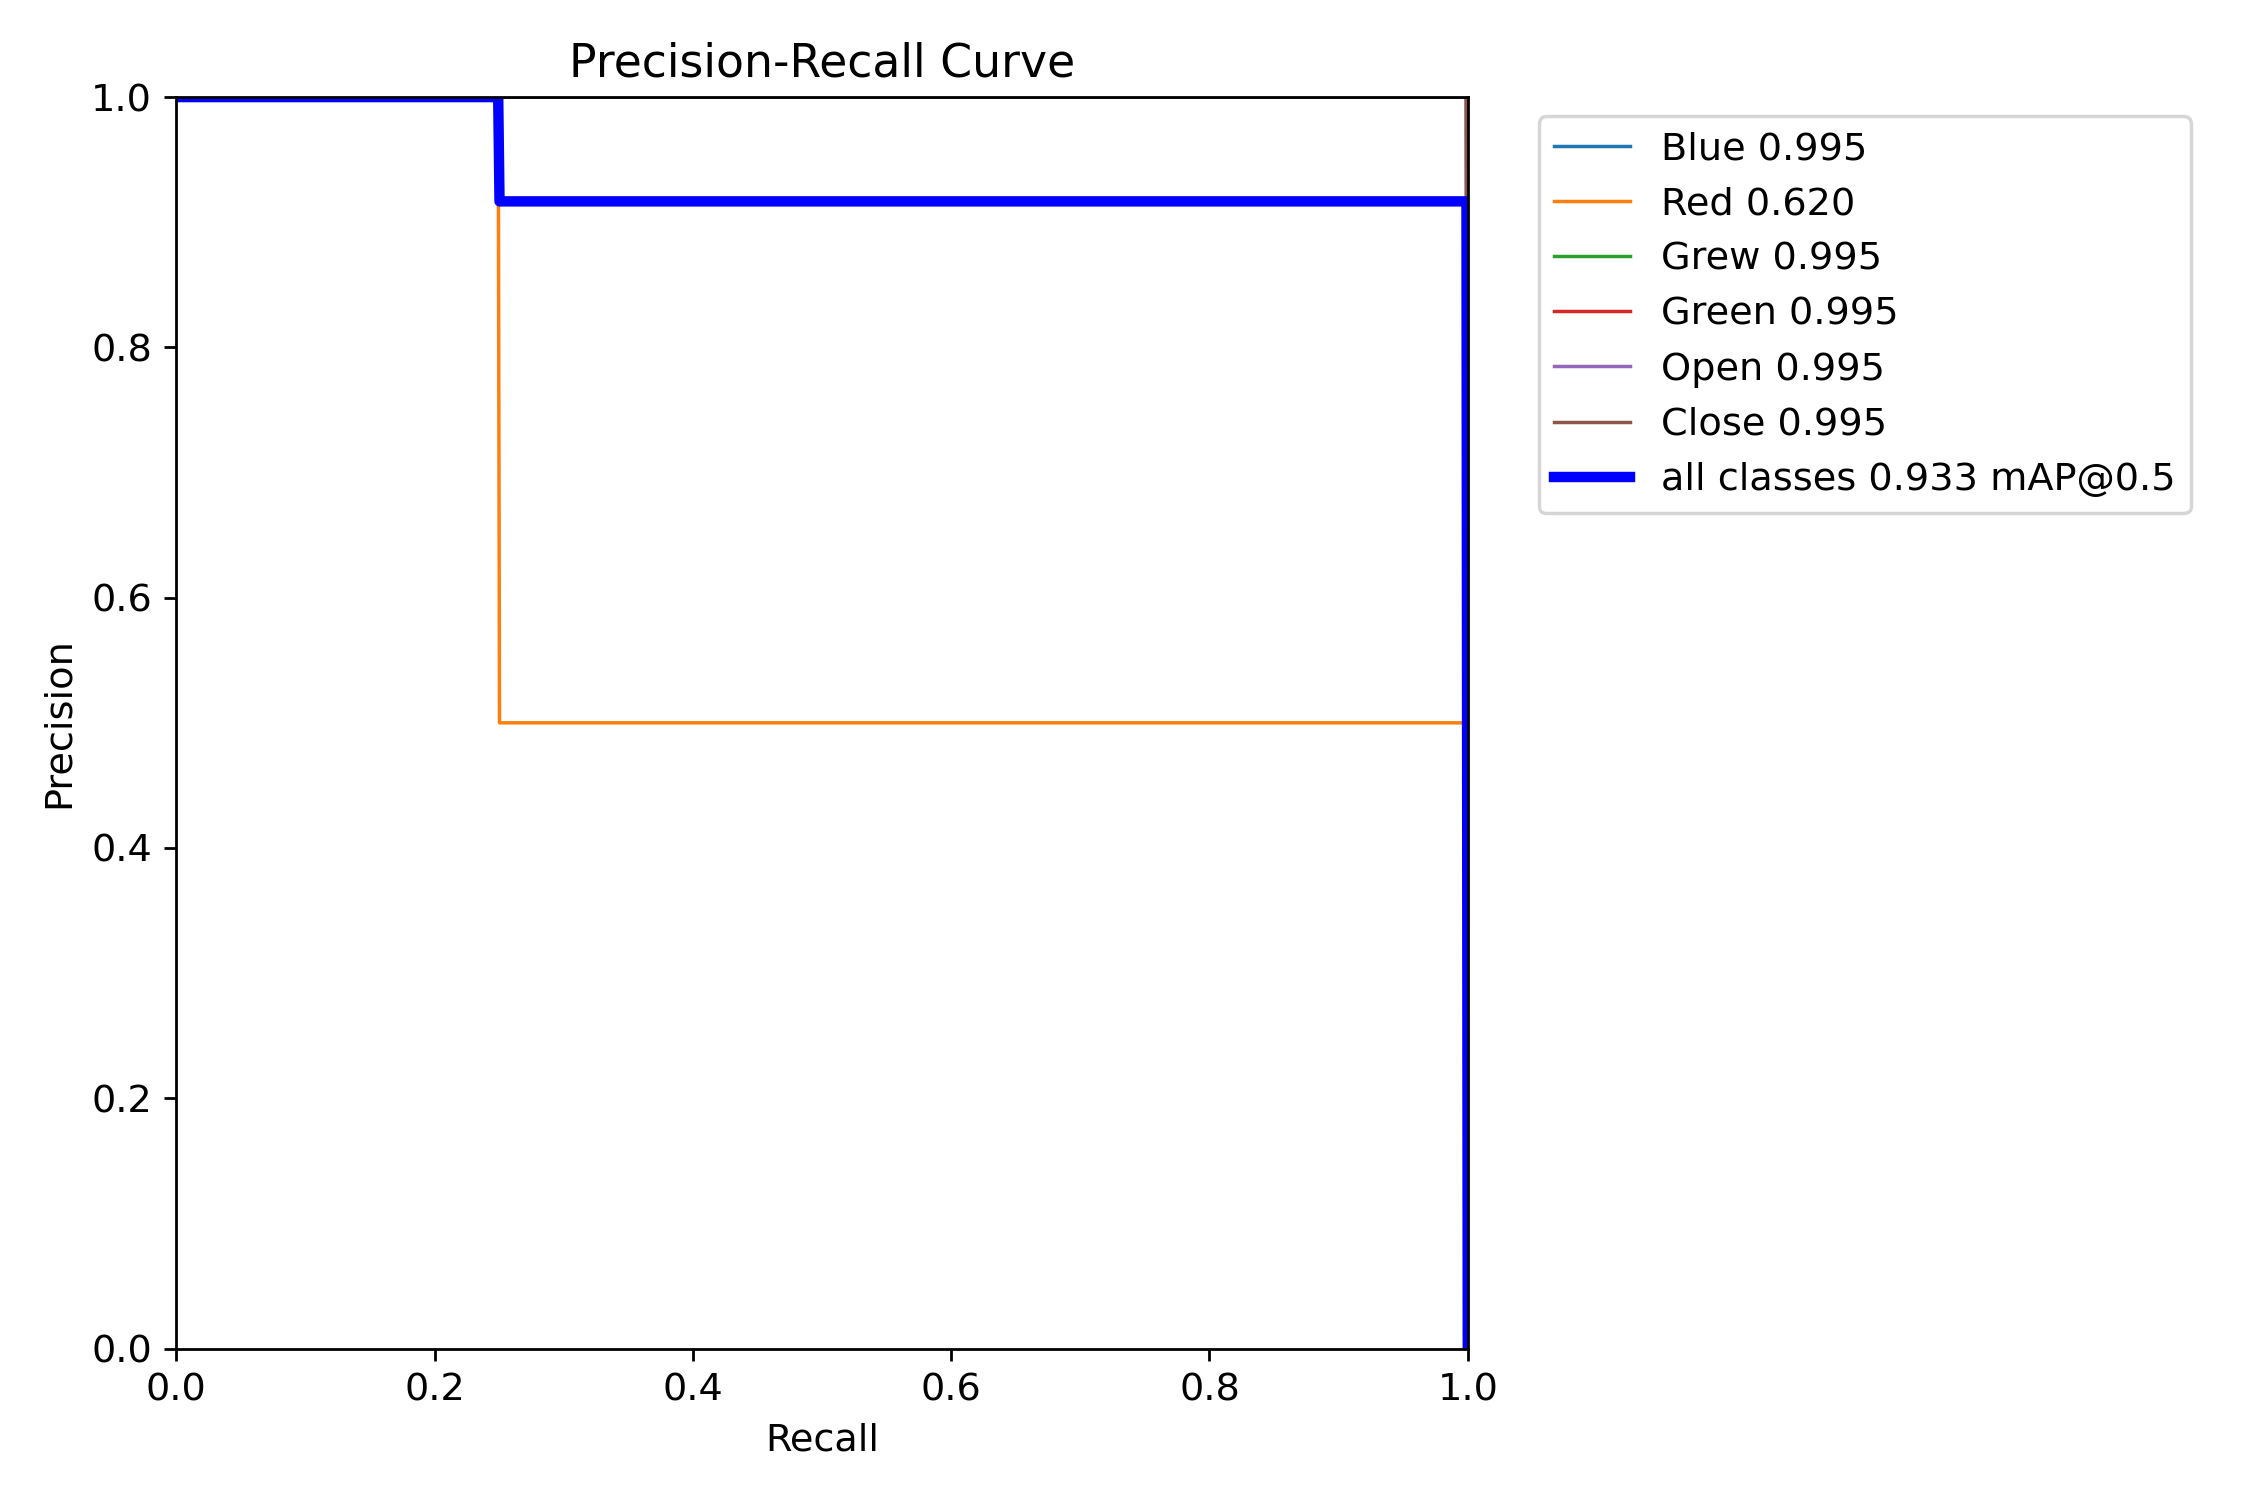 Precision-Recall Curve
1.0
0.8
0.6
0.4
0.2
0.0
Precision
0.0 0.2 0.4 0.6 0.8 1.0
Recall
Blue 0.995
Red 0.620
Grew 0.995
Green 0.995
Open 0.995
Close 0.995
all classes 0.933 mAP@0.5